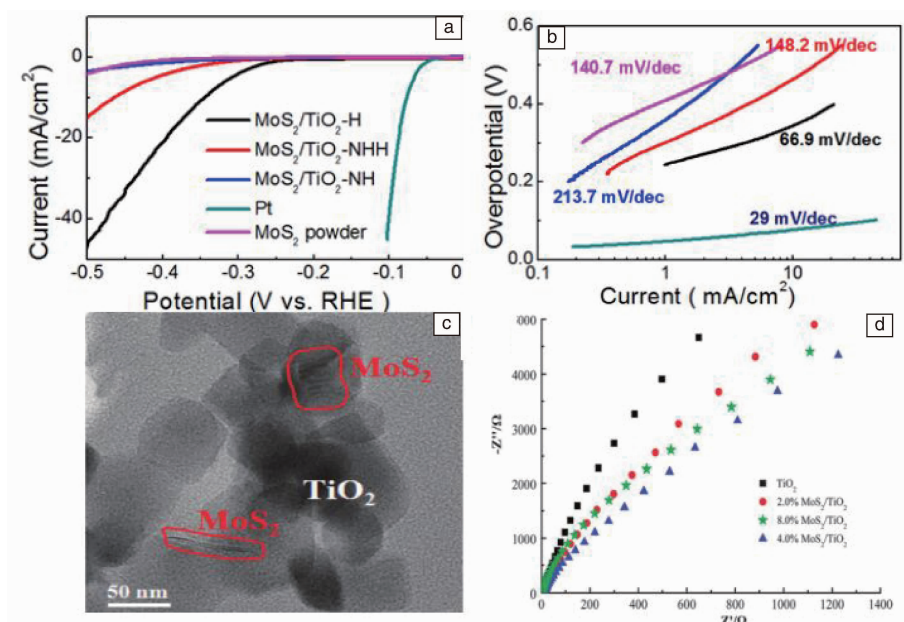 a
0
-20
-40
-0.5
-0.4
-0.3
-0.2
-0.1
0
Current (mA/cm²)
Potential (V vs. RHE )
MoS₂/TiO₂-H
MoS₂/TiO₂-NHH
MoS₂/TiO₂-NH
Pt
MoS₂ powder
b
0.6
0.4
0.2
0.0
0.1
1
10
Overpotential (V)
Current ( mA/cm²)
148.2 mV/dec
140.7 mV/dec
66.9 mV/dec
213.7 mV/dec
29 mV/dec
c
MoS₂
TiO₂
MoS₂
50 nm
d
000
4000
3000
2000
1000
0
0
200
400
600
800
1000
1200
1400
-Z''/Ω
Z'/Ω
TiO₂
2.0% MoS₂/TiO₂
8.0% MoS₂/TiO₂
4.0% MoS₂/TiO₂